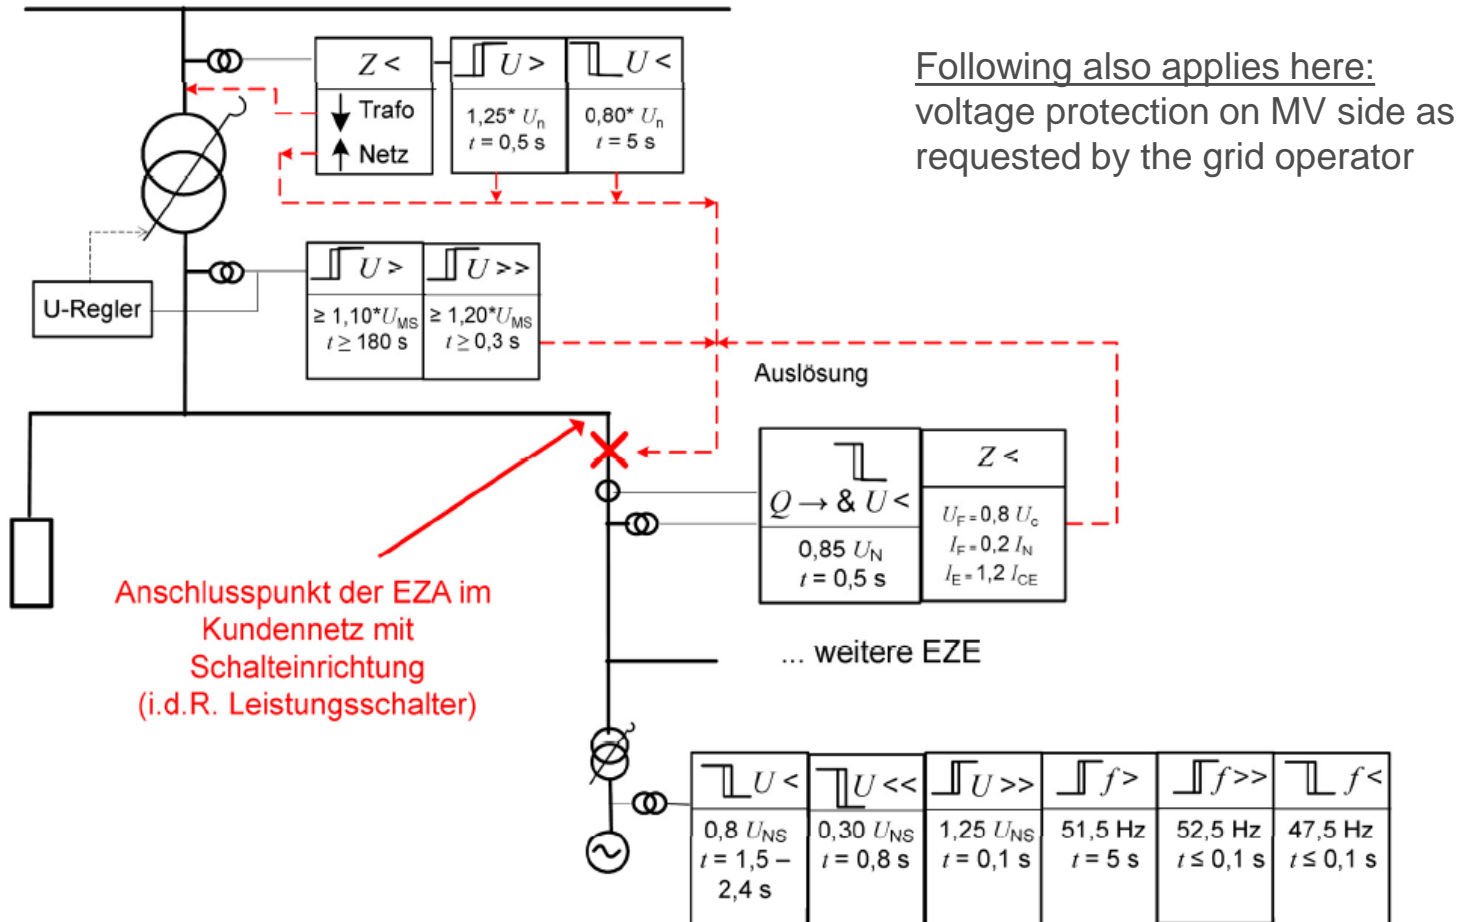 Z <
U >
U <
Trafo
Netz
1,25* Un
t = 0,5 s
0,80* Un
t = 5 s
Following also applies here:
voltage protection on MV side as
requested by the grid operator
U-Regler
U >
U >>
≥ 1,10*UMS
t ≥ 180 s
≥ 1,20*UMS
t ≥ 0,3 s
Auslösung
Q → & U <
0,85 UN
t = 0,5 s
Z <
UF = 0,8 Uc
IF = 0,2 IN
IE = 1,2 ICE
Anschlusspunkt der EZA im
Kundennetz mit
Schalteinrichtung
(i.d.R. Leistungsschalter)
... weitere EZE
U <
U <<
U >>
f >
f >>
f <
0,8 UNS
t = 1,5 –
2,4 s
0,30 UNS
t = 0,8 s
1,25 UNS
t = 0,1 s
51,5 Hz
t = 5 s
52,5 Hz
t ≤ 0,1 s
47,5 Hz
t ≤ 0,1 s